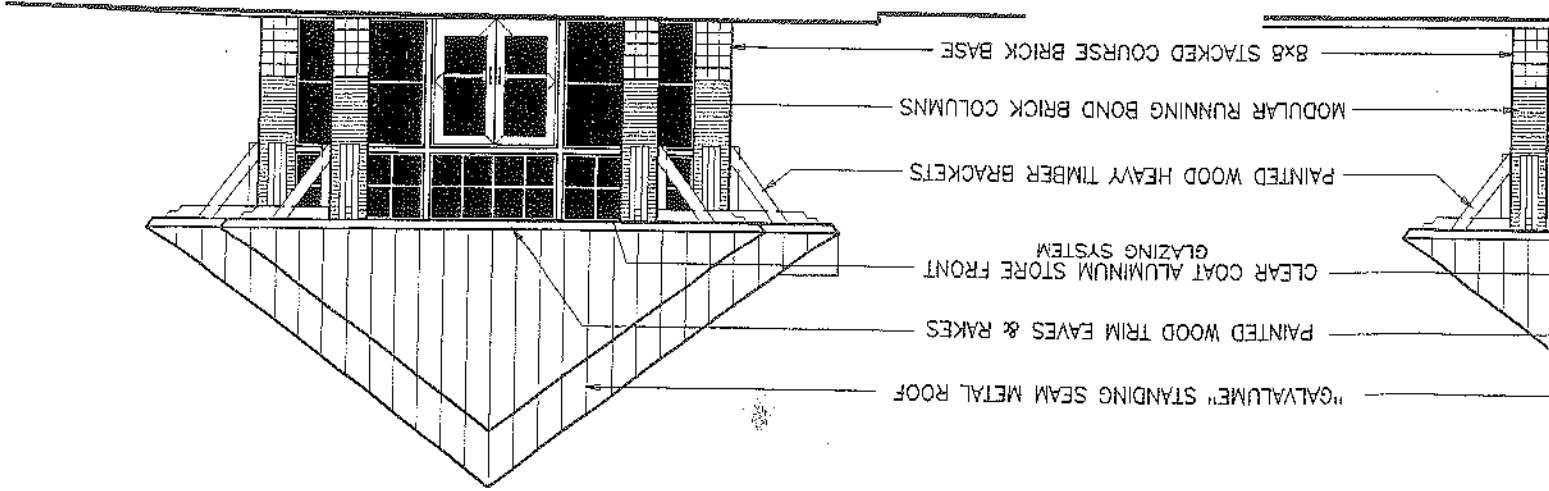 "GALVALUME" STANDING SEAM METAL ROOF
PAINTED WOOD TRIM EAVES & RAKES
CLEAR COAT ALUMINUM STORE FRONT
GLAZING SYSTEM
PAINTED WOOD HEAVY TIMBER BRACKETS
MODULAR RUNNING BOND BRICK COLUMNS
8x8 STACKED COURSE BRICK BASE